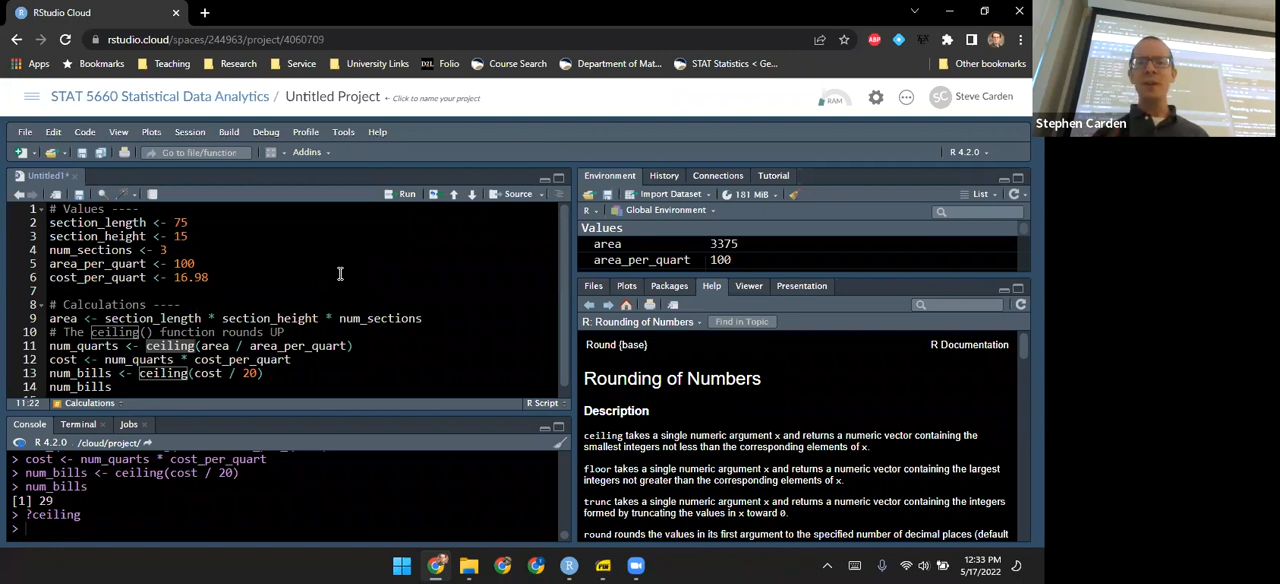 RStudio Cloud
rstudio.cloud/spaces/244963/project/4060709
Apps Bookmarks Teaching Research Service University Links D2L Folio Course Search Department of Mat... STAT Statistics < Ge... Other bookmarks
STAT 5660 Statistical Data Analytics / Untitled Project Click to name your project RAM SC Steve Carden
Stephen Carden
File Edit Code View Plots Session Build Debug Profile Tools Help
Go to file/function Addins R 4.2.0
Untitled1*
Run Source
1 # Values ----
2 section_length <- 75
3 section_height <- 15
4 num_sections <- 3
5 area_per_quart <- 100
6 cost_per_quart <- 16.98
7
8 # Calculations ----
9 area <- section_length * section_height * num_sections
10 # The ceiling() function rounds UP
11 num_quarts <- ceiling(area / area_per_quart)
12 cost <- num_quarts * cost_per_quart
13 num_bills <- ceiling(cost / 20)
14 num_bills
11:22 Calculations R Script
Console Terminal Jobs
R 4.2.0 . /cloud/project/
> cost <- num_quarts * cost_per_quart
> num_bills <- ceiling(cost / 20)
> num_bills
[1] 29
> ?ceiling
>
Environment History Connections Tutorial
Import Dataset 181 MiB List
R Global Environment
Values
area 3375
area_per_quart 100
Files Plots Packages Help Viewer Presentation
R: Rounding of Numbers Find in Topic
Round {base} R Documentation
Rounding of Numbers
Description
ceiling takes a single numeric argument x and returns a numeric vector containing the
smallest integers not less than the corresponding elements of x.
floor takes a single numeric argument x and returns a numeric vector containing the largest
integers not greater than the corresponding elements of x.
trunc takes a single numeric argument x and returns a numeric vector containing the integers
formed by truncating the values in x toward 0.
round rounds the values in its first argument to the specified number of decimal places (default
12:33 PM
5/17/2022